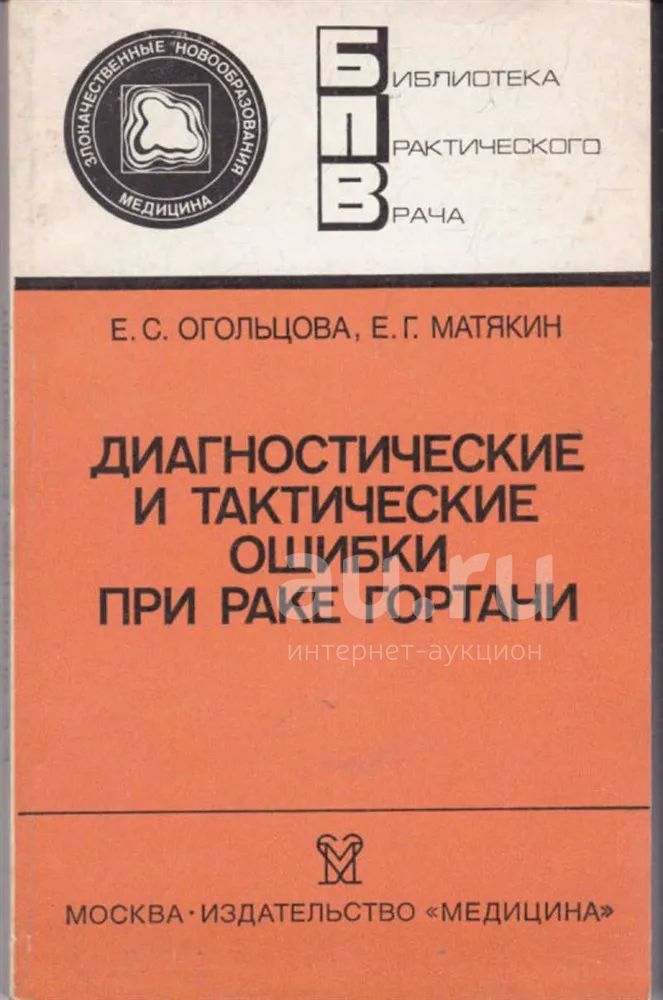 ЗЛОКАЧЕСТВЕННЫЕ НОВООБРАЗОВАНИЯ
МЕДИЦИНА
БИБЛИОТЕКА
ПРАКТИЧЕСКОГО
ВРАЧА
Е. С. ОГОЛЬЦОВА, Е. Г. МАТЯКИН
ДИАГНОСТИЧЕСКИЕ
И ТАКТИЧЕСКИЕ
ОШИБКИ
ПРИ РАКЕ ГОРТАНИ
au.ru
интернет-аукцион
МОСКВА · ИЗДАТЕЛЬСТВО «МЕДИЦИНА»